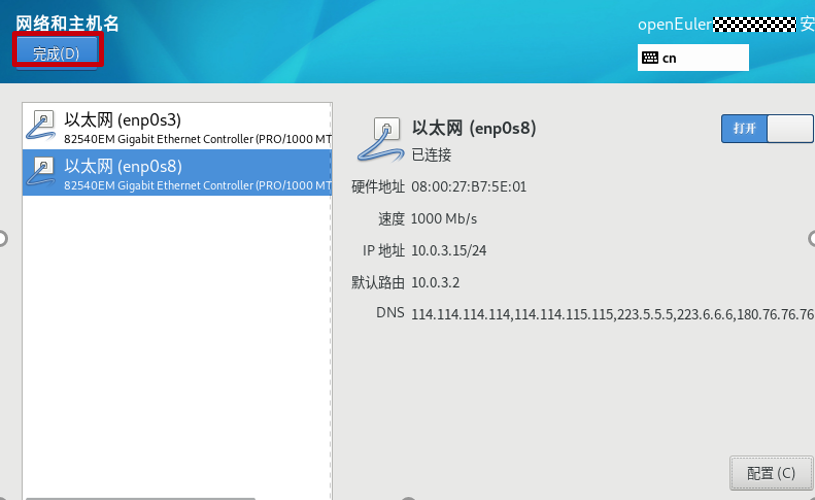 网络和主机名
完成(D)
openEuler 安
cn
以太网 (enp0s3)
82540EM Gigabit Ethernet Controller (PRO/1000 MT
以太网 (enp0s8)
82540EM Gigabit Ethernet Controller (PRO/1000 MT
以太网 (enp0s8)
已连接
打开
硬件地址 08:00:27:B7:5E:01
速度 1000 Mb/s
IP 地址 10.0.3.15/24
默认路由 10.0.3.2
DNS 114.114.114.114,114.114.115.115,223.5.5.5,223.6.6.6,180.76.76.76
配置 (C)